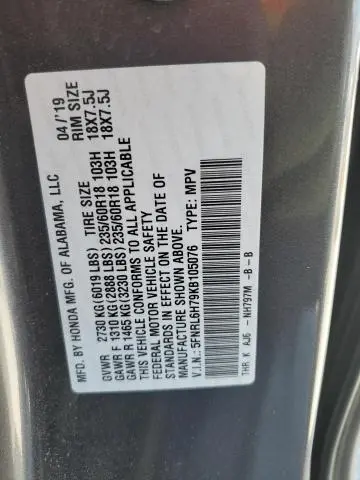 MFD. BY HONDA MFG. OF ALABAMA, LLC 04/'19
TIRE SIZE RIM SIZE
GVWR 2730 KG(6019 LBS)
GAWR F 1310 KG(2888 LBS) 235/60R18 103H 18X7.5J
GAWR R 1465 KG(3230 LBS) 235/60R18 103H 18X7.5J
THIS VEHICLE CONFORMS TO ALL APPLICABLE
FEDERAL MOTOR VEHICLE SAFETY
STANDARDS IN EFFECT ON THE DATE OF
MANUFACTURE SHOWN ABOVE.
V.I.N.: 5FNRL6H79KB105076 TYPE: MPV
THR K AJ6 - NH797M -B -B